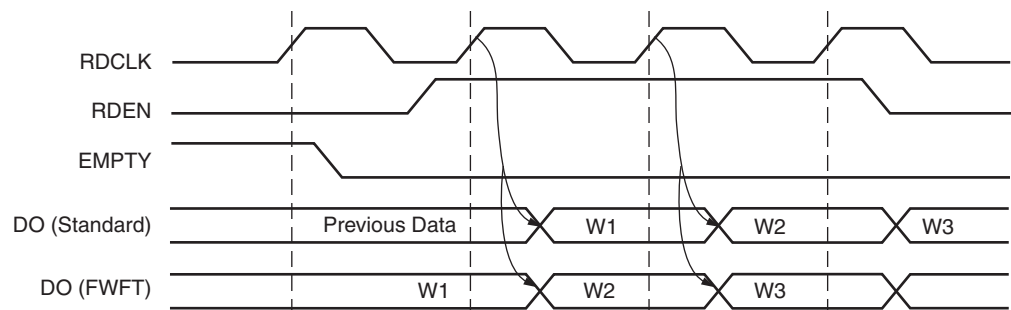 RDCLK
RDEN
EMPTY
DO (Standard) Previous Data W1 W2 W3
DO (FWFT) W1 W2 W3